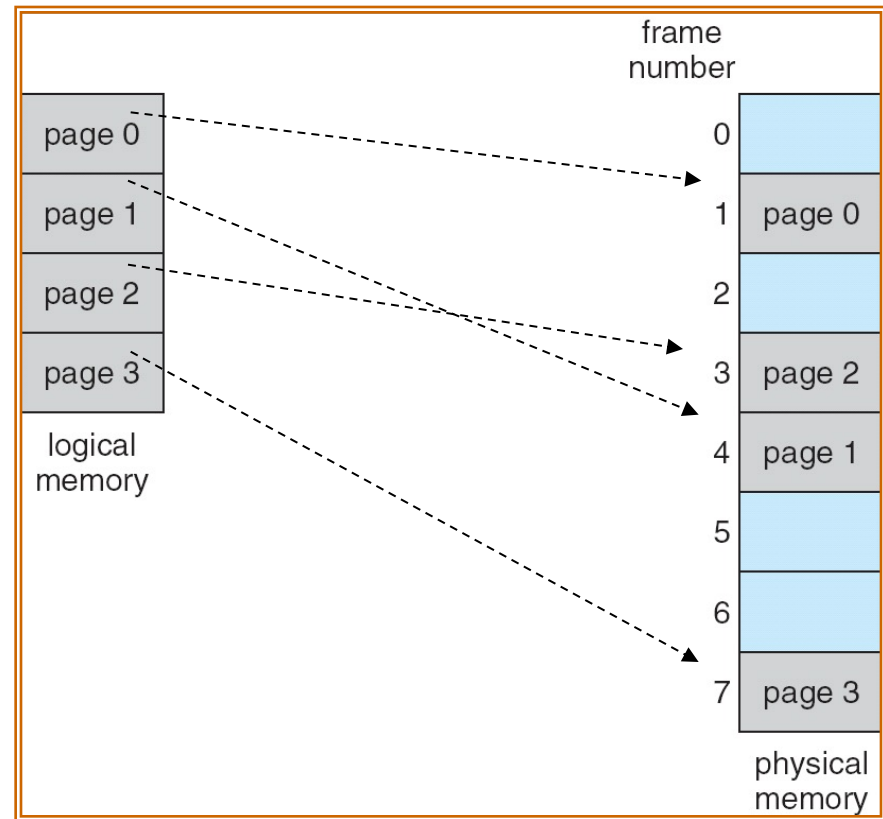 frame
number
page 0
page 1
page 2
page 3
logical
memory
0
1 page 0
2
3 page 2
4 page 1
5
6
7 page 3
physical
memory